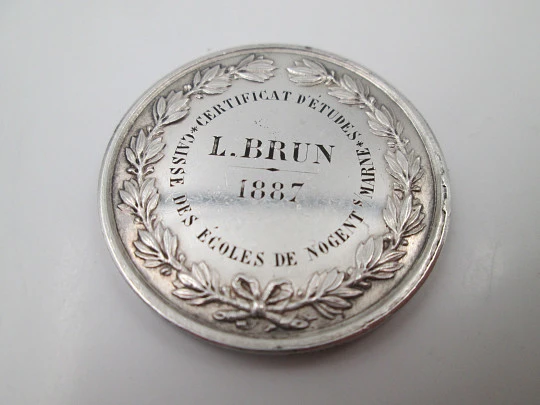 *CERTIFICAT D'ÉTUDES*
L. BRUN
1887
CAISSE DES ÉCOLES DE NOGENT S MARNE